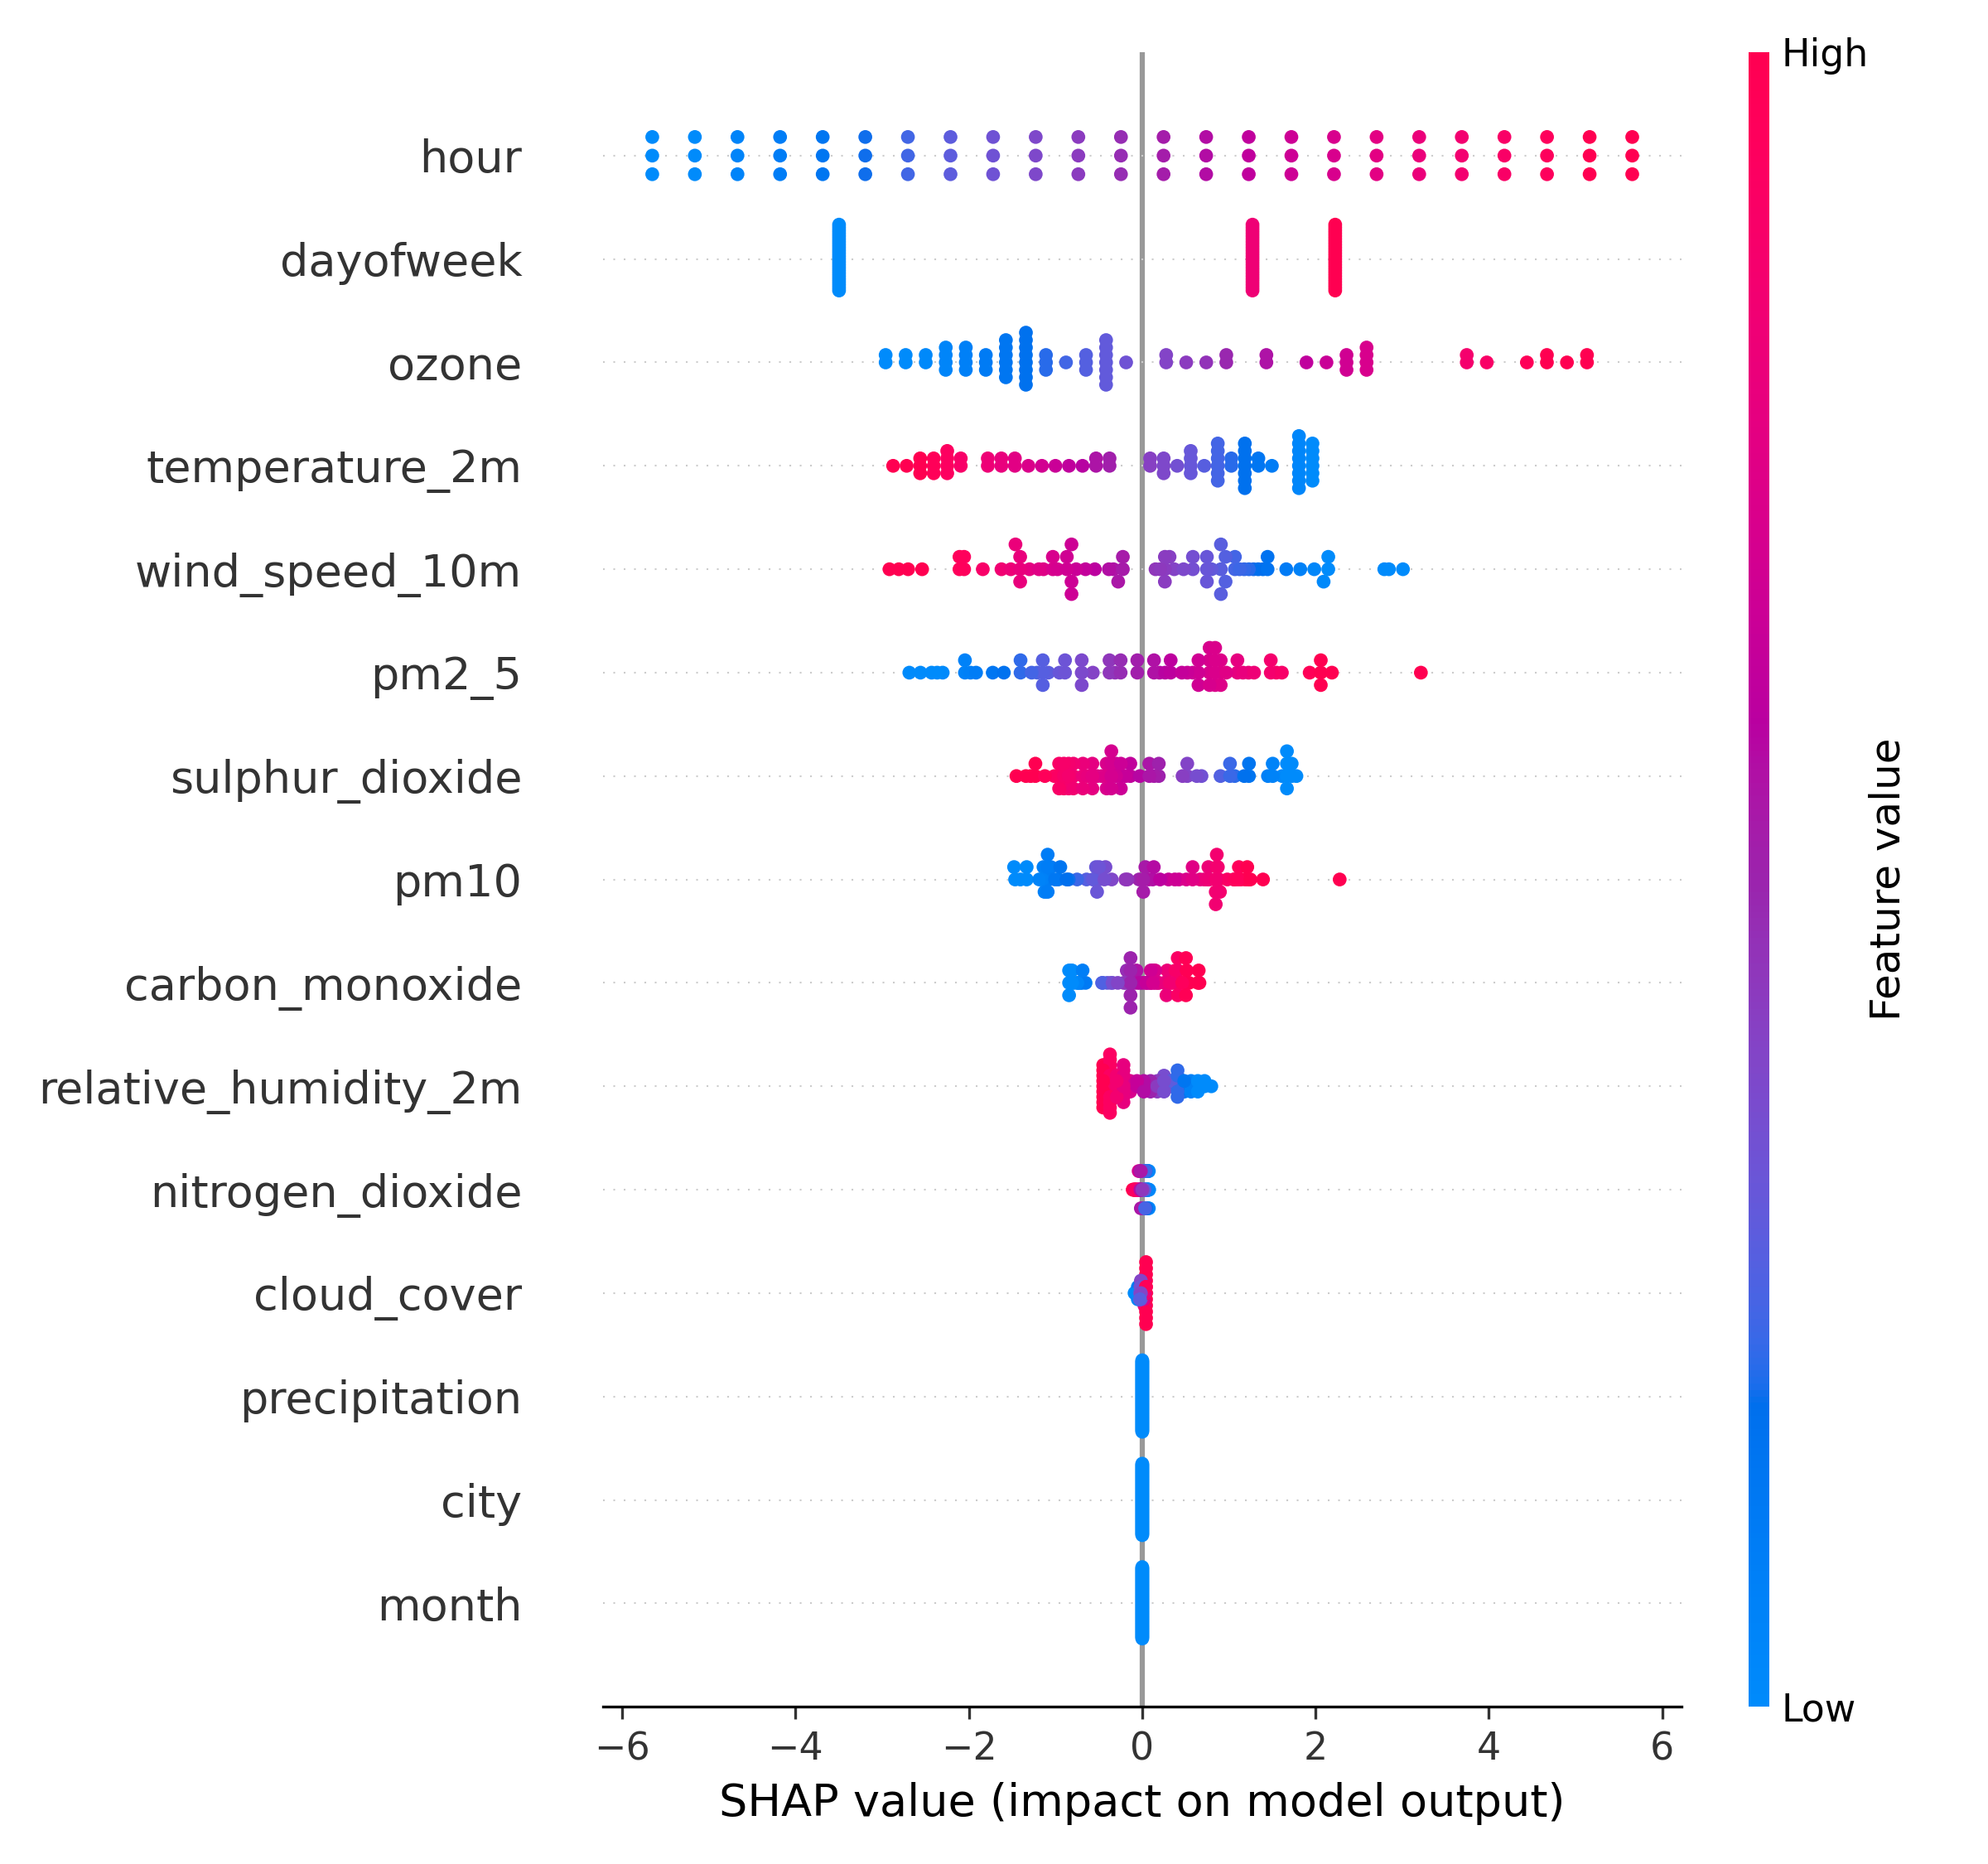 High
hour
dayofweek
ozone
temperature_2m
wind_speed_10m
pm2_5
sulphur_dioxide
pm10
carbon_monoxide
relative_humidity_2m
nitrogen_dioxide
cloud_cover
precipitation
city
month
Feature value
Low
−6 −4 −2 0 2 4 6
SHAP value (impact on model output)